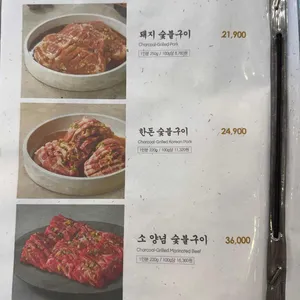 돼지 숯불구이 21,900
Charcoal-Grilled Pork
한돈 숯불구이 24,900
Charcoal-Grilled Korean Pork
소 양념 숯불구이 36,000
Charcoal-Grilled Marinated Beef